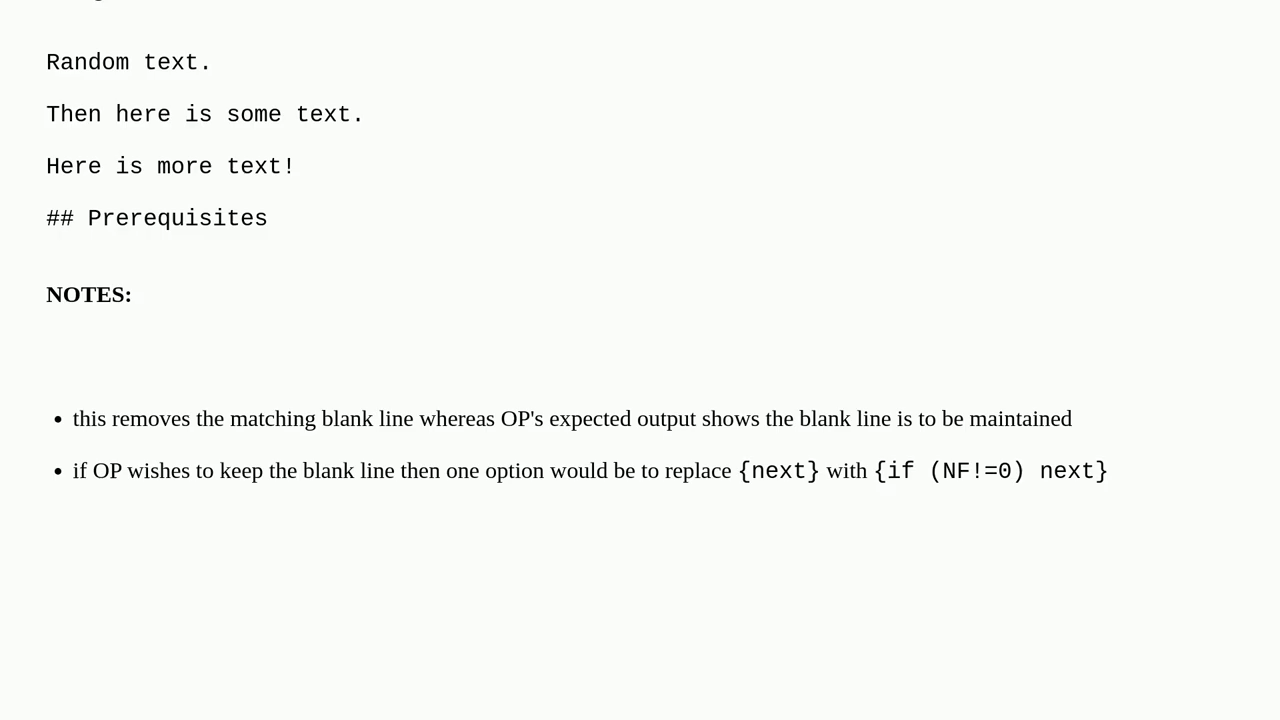 Random text.
Then here is some text.
Here is more text!
## Prerequisites
NOTES:
• this removes the matching blank line whereas OP's expected output shows the blank line is to be maintained
• if OP wishes to keep the blank line then one option would be to replace {next} with {if (NF!=0) next}